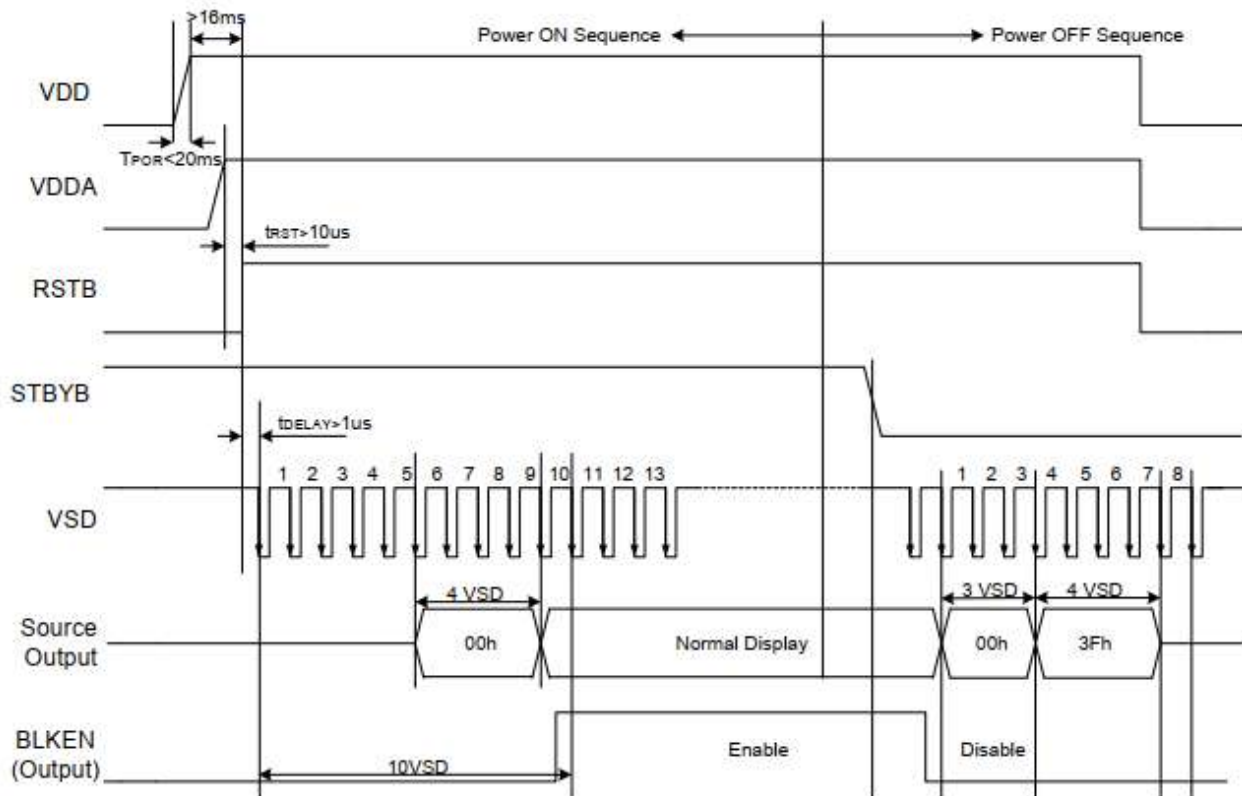 >16ms
Power ON Sequence
Power OFF Sequence
VDD
TPOR<20ms
VDDA
tRST>10us
RSTB
STBYB
tDELAY>1us
1 2 3 4 5 6 7 8 9 10 11 12 13
1 2 3 4 5 6 7 8
VSD
4 VSD
3 VSD
4 VSD
Source
Output
00h
Normal Display
00h
3Fh
BLKEN
(Output)
Enable
Disable
10VSD